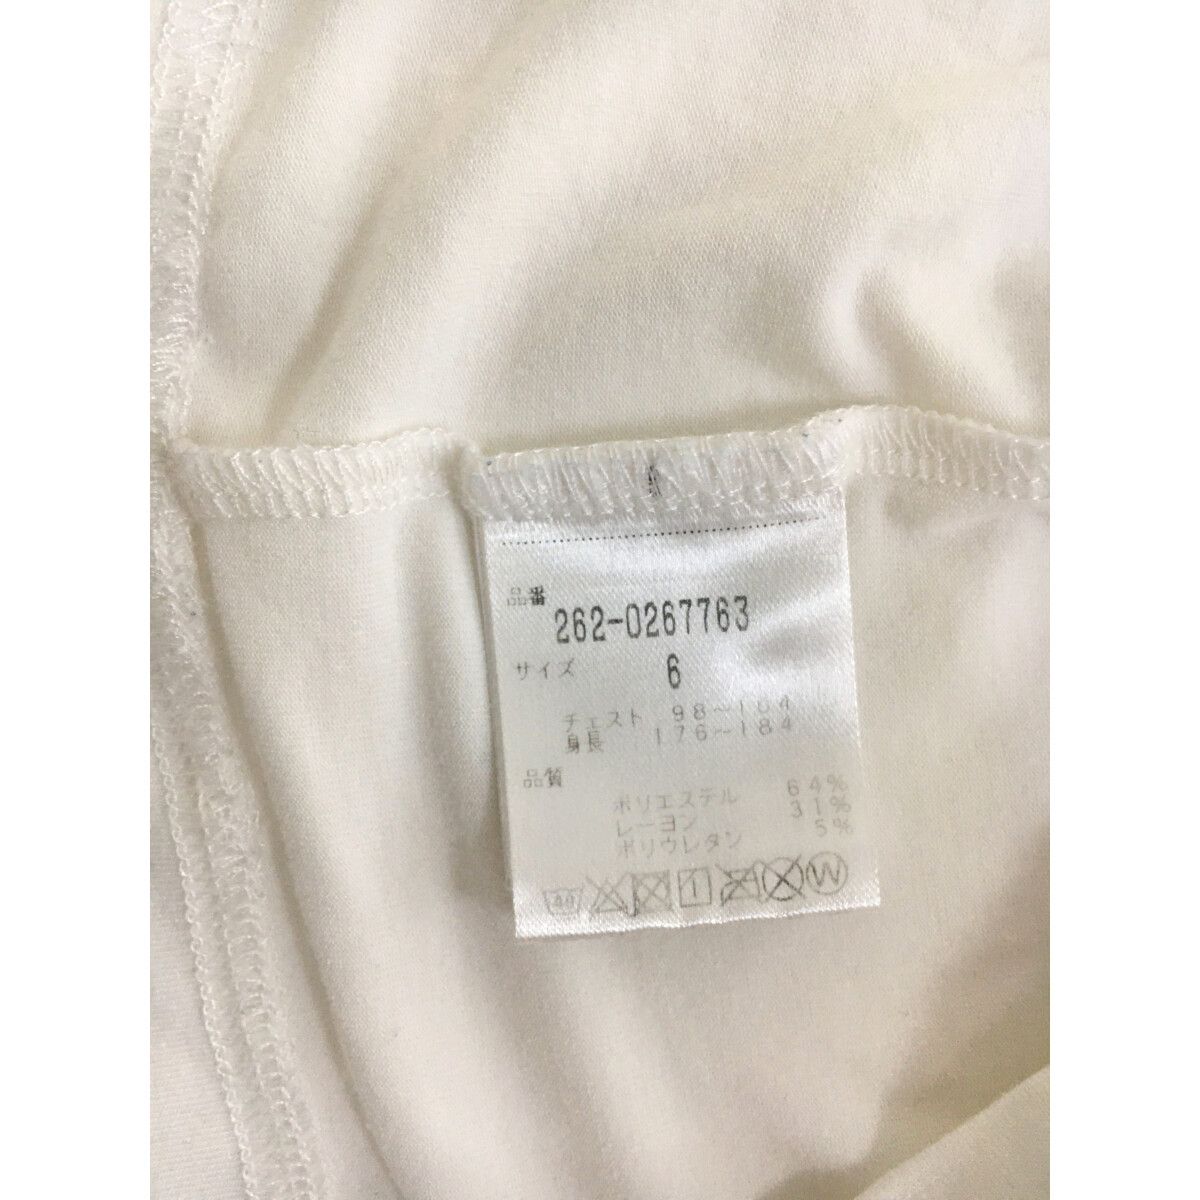 品番
262-0267763
サイズ 6
チェスト 98～104
身長 176～184
品質
ポリエステル 64%
レーヨン 31%
ポリウレタン 5%
40 W